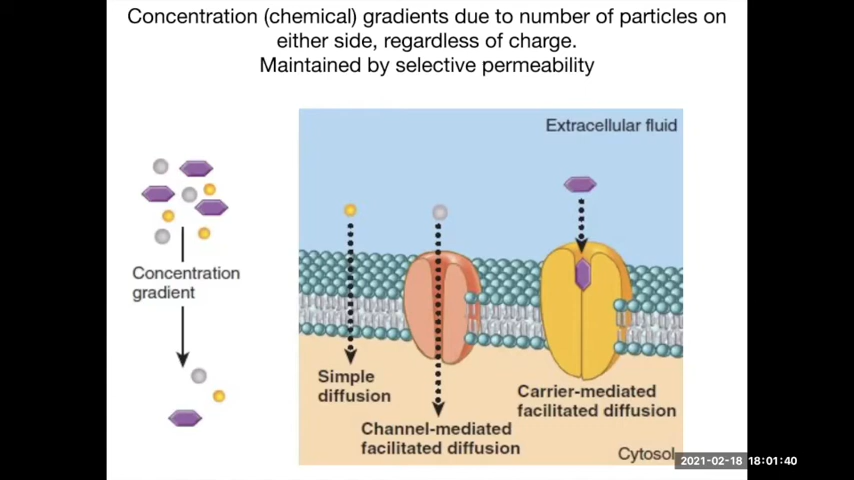 Concentration (chemical) gradients due to number of particles on
either side, regardless of charge.
Maintained by selective permeability
Extracellular fluid
Concentration
gradient
Simple
diffusion
Channel-mediated
facilitated diffusion
Carrier-mediated
facilitated diffusion
Cytosol
2021-02-18 18:01:40